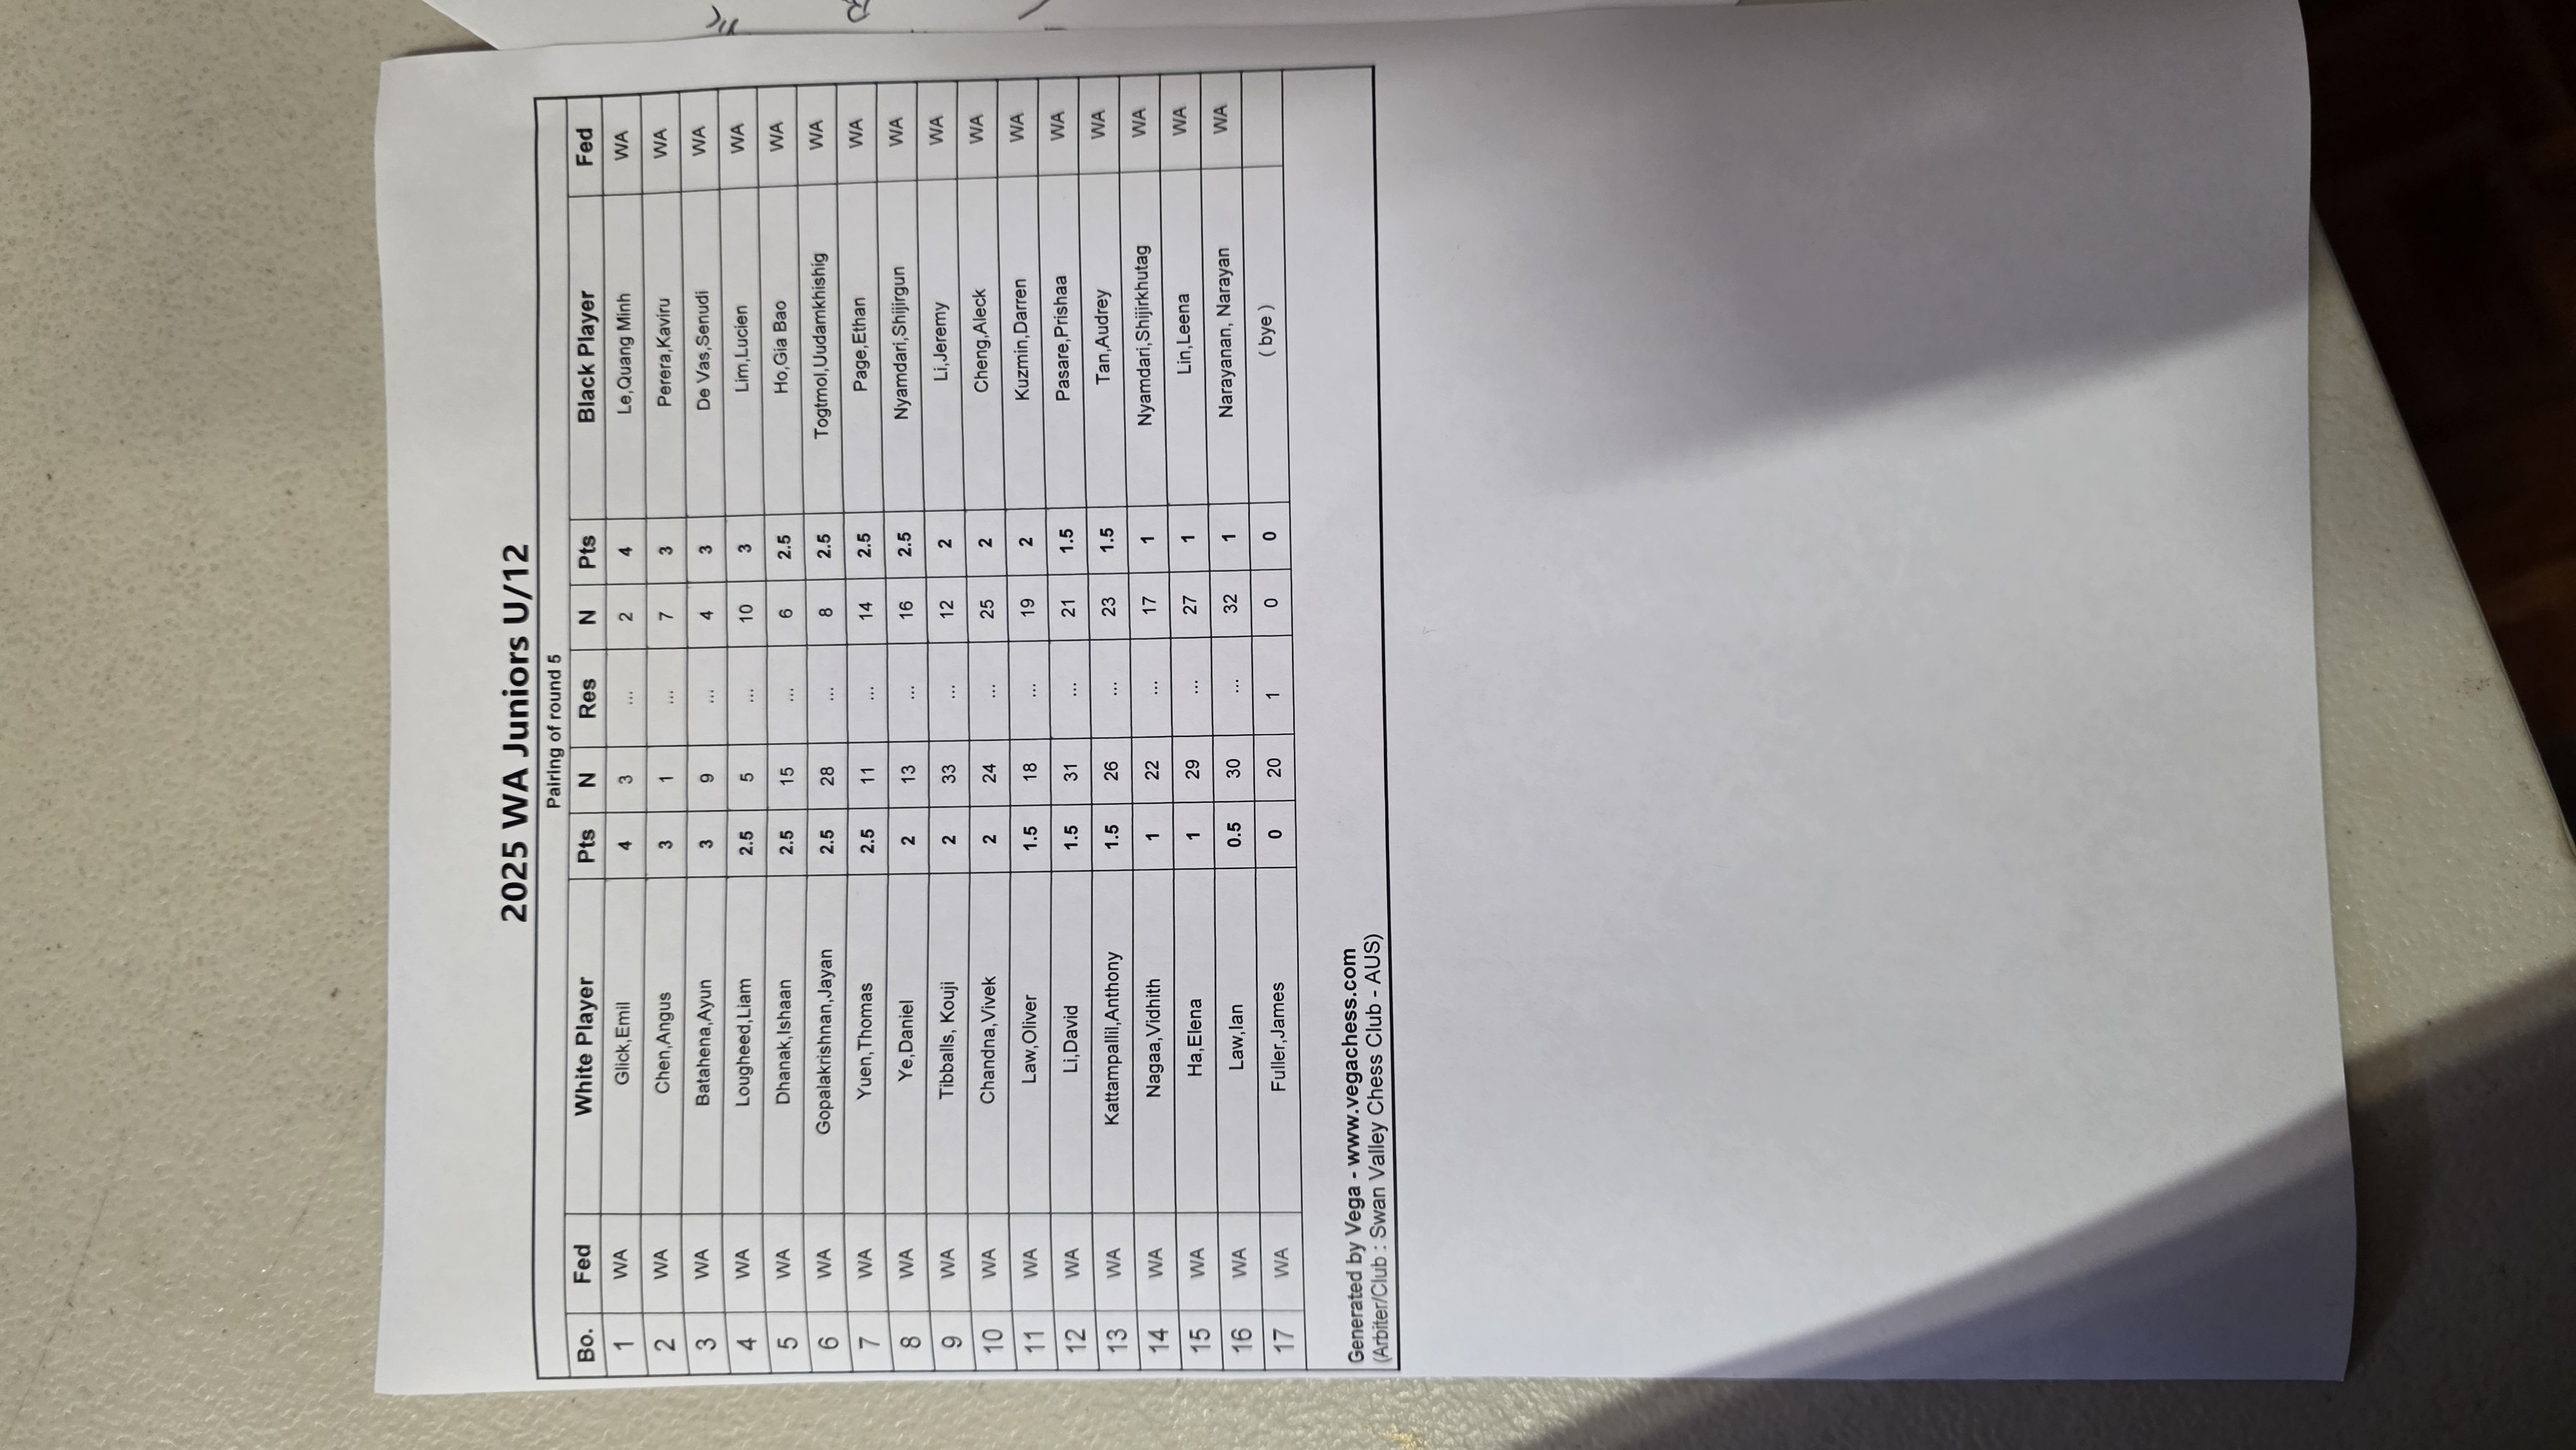 2025 WA Juniors U/12
Pairing of round 5
Bo. Fed White Player Pts N Res N Pts Black Player Fed
1 WA Glick,Emil 4 3 ... 2 4 Le,Quang Minh WA
2 WA Chen,Angus 3 1 ... 7 3 Perera,Kaviru WA
3 WA Batahena,Ayun 3 9 ... 4 3 De Vas,Senudi WA
4 WA Lougheed,Liam 2.5 5 ... 10 3 Lim,Lucien WA
5 WA Dhanak,Ishaan 2.5 15 ... 6 2.5 Ho,Gia Bao WA
6 WA Gopalakrishnan,Jayan 2.5 28 ... 8 2.5 Togtmol,Uudamkhishig WA
7 WA Yuen,Thomas 2.5 11 ... 14 2.5 Page,Ethan WA
8 WA Ye,Daniel 2 13 ... 16 2.5 Nyamdari,Shijirgun WA
9 WA Tibballs, Kouji 2 33 ... 12 2 Li,Jeremy WA
10 WA Chandna,Vivek 2 24 ... 25 2 Cheng,Aleck WA
11 WA Law,Oliver 1.5 18 ... 19 2 Kuzmin,Darren WA
12 WA Li,David 1.5 31 ... 21 1.5 Pasare,Prishaa WA
13 WA Kattampallil,Anthony 1.5 26 ... 23 1.5 Tan,Audrey WA
14 WA Nagaa,Vidhith 1 22 ... 17 1 Nyamdari,Shijirkhutag WA
15 WA Ha,Elena 1 29 ... 27 1 Lin,Leena WA
16 WA Law,Ian 0.5 30 ... 32 1 Narayanan, Narayan WA
17 WA Fuller,James 0 20 1 0 0 ( bye )
Generated by Vega - www.vegachess.com
(Arbiter/Club : Swan Valley Chess Club - AUS)